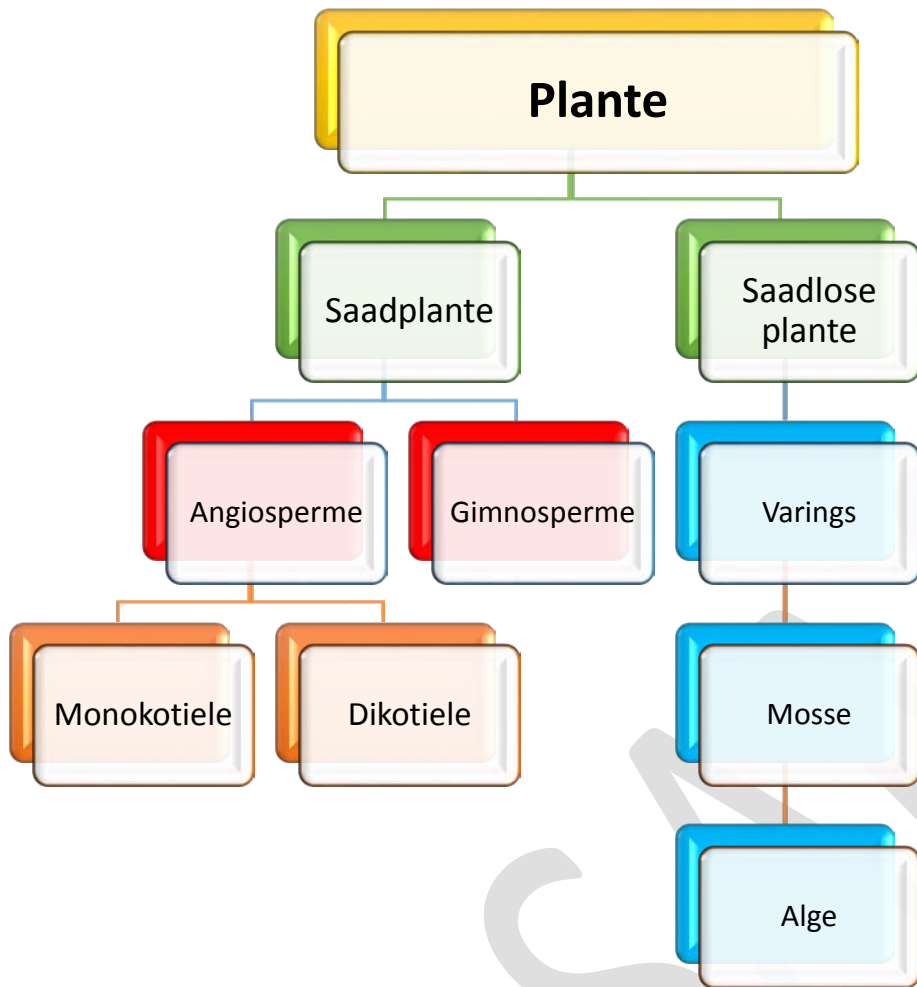 Plante
Saadplante
Saadlose
plante
Angiosperme
Gimnosperme
Varings
Monokotiele
Dikotiele
Mosse
Alge